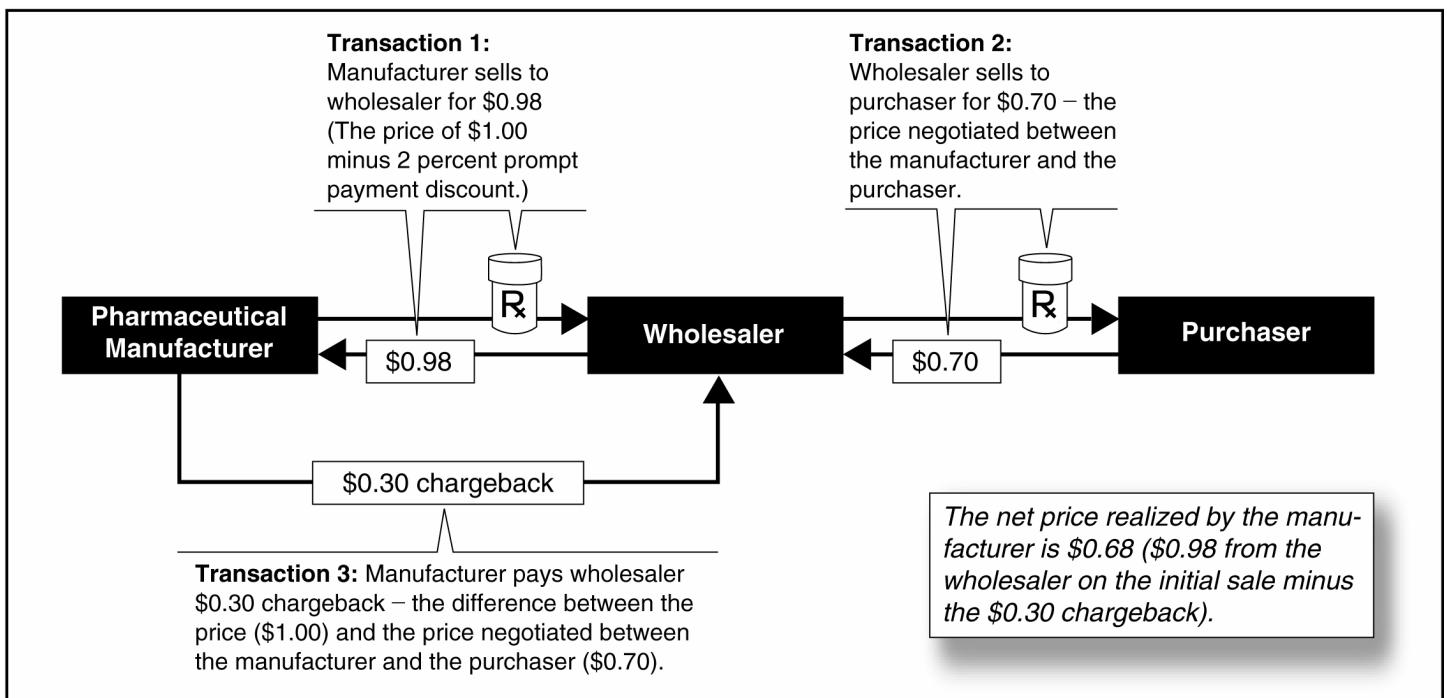 Transaction 1:
Manufacturer sells to
wholesaler for $0.98
(The price of $1.00
minus 2 percent prompt
payment discount.)
Transaction 2:
Wholesaler sells to
purchaser for $0.70 – the
price negotiated between
the manufacturer and the
purchaser.
Pharmaceutical
Manufacturer
℞
Wholesaler
℞
Purchaser
$0.98
$0.70
$0.30 chargeback
Transaction 3: Manufacturer pays wholesaler
$0.30 chargeback – the difference between the
price ($1.00) and the price negotiated between
the manufacturer and the purchaser ($0.70).
The net price realized by the manu-
facturer is $0.68 ($0.98 from the
wholesaler on the initial sale minus
the $0.30 chargeback).